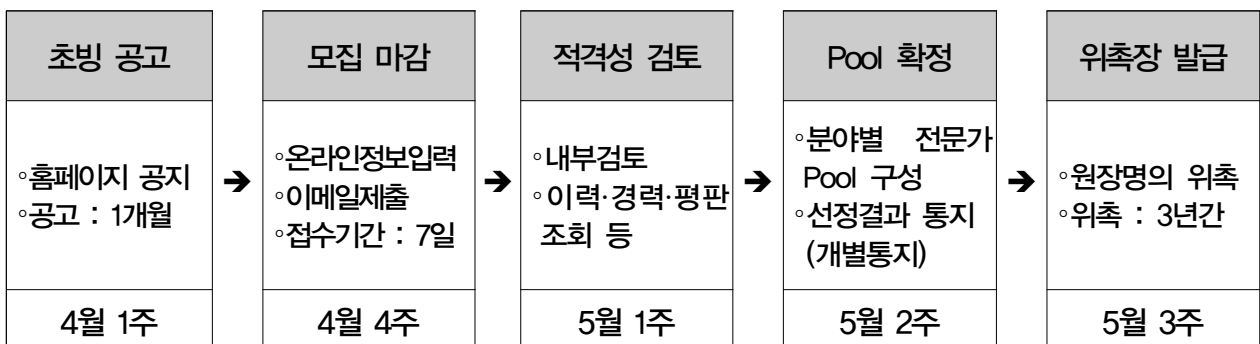 초빙 공고
◦홈페이지 공지
◦공고 : 1개월
4월 1주
➔
모집 마감
◦온라인정보입력
◦이메일제출
◦접수기간 : 7일
4월 4주
➔
적격성 검토
◦내부검토
◦이력·경력·평판
조회 등
5월 1주
➔
Pool 확정
◦분야별 전문가
Pool 구성
◦선정결과 통지
(개별통지)
5월 2주
➔
위촉장 발급
◦원장명의 위촉
◦위촉 : 3년간
5월 3주